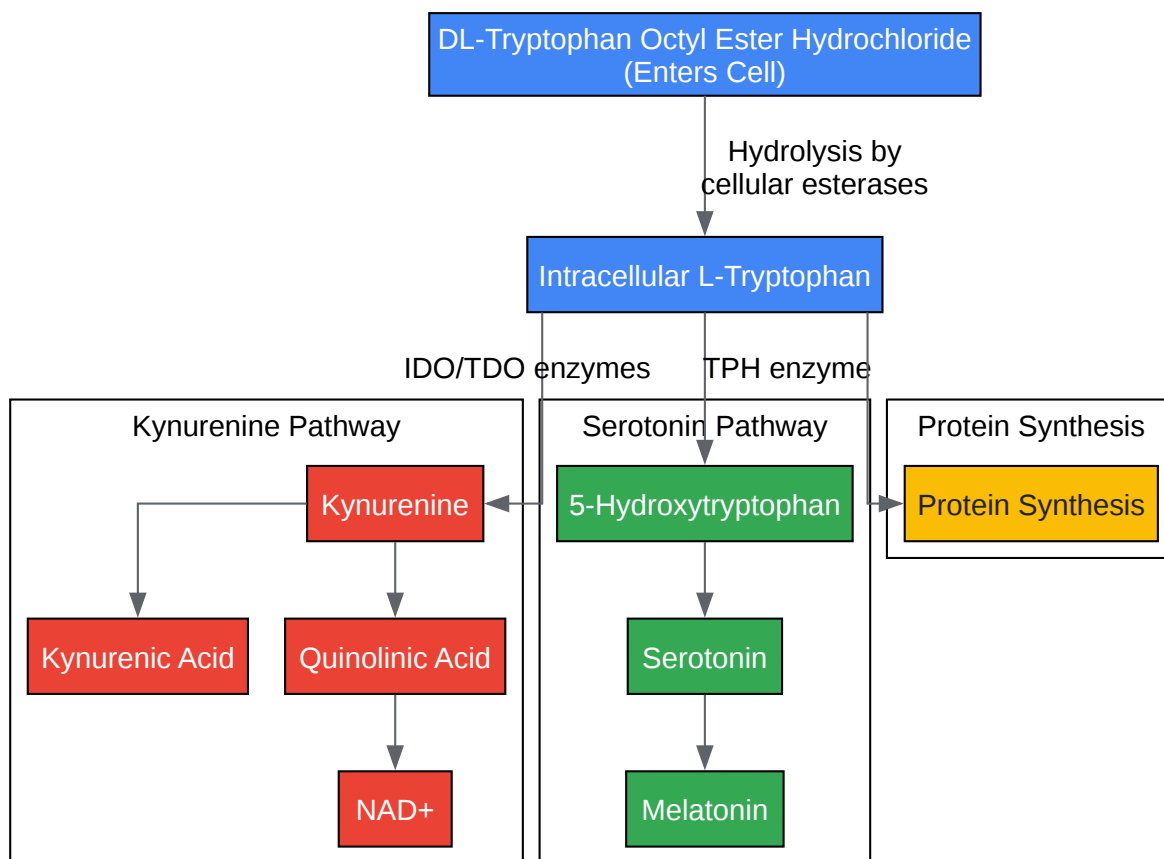 DL-Tryptophan Octyl Ester Hydrochloride
(Enters Cell)
Hydrolysis by
cellular esterases
Intracellular L-Tryptophan
IDO/TDO enzymes
TPH enzyme
Kynurenine Pathway
Serotonin Pathway
Protein Synthesis
Kynurenine
5-Hydroxytryptophan
Protein Synthesis
Kynurenic Acid
Quinolinic Acid
Serotonin
NAD+
Melatonin